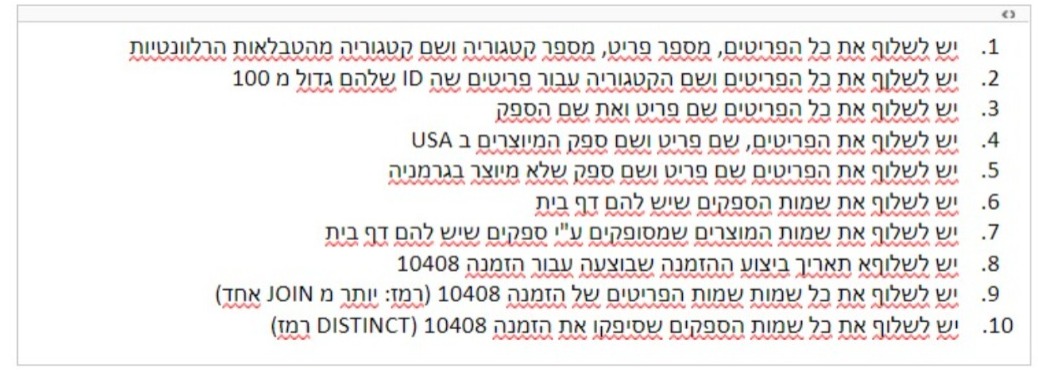 1. יש לשלוף את כל הפריטים, מספר פריט, מספר קטגוריה ושם קטגוריה מהטבלאות הרלוונטיות
2. יש לשלוף את כל הפריטים ושם הקטגוריה עבור פריטים שה ID שלהם גדול מ 100
3. יש לשלוף את כל הפריטים שם פריט ואת שם הספק
4. יש לשלוף את הפריטים, שם פריט ושם ספק המיוצרים ב USA
5. יש לשלוף את הפריטים שם פריט ושם ספק שלא מיוצר בגרמניה
6. יש לשלוף את שמות הספקים שיש להם דף בית
7. יש לשלוף את שמות המוצרים שמסופקים ע"י ספקים שיש להם דף בית
8. יש לשלוףא תאריך ביצוע ההזמנה שבוצעה עבור הזמנה 10408
9. יש לשלוף את כל שמות שמות הפריטים של הזמנה 10408 (רמז: יותר מ JOIN אחד)
10. יש לשלוף את כל שמות הספקים שסיפקו את הזמנה 10408 (DISTINCT רמז)